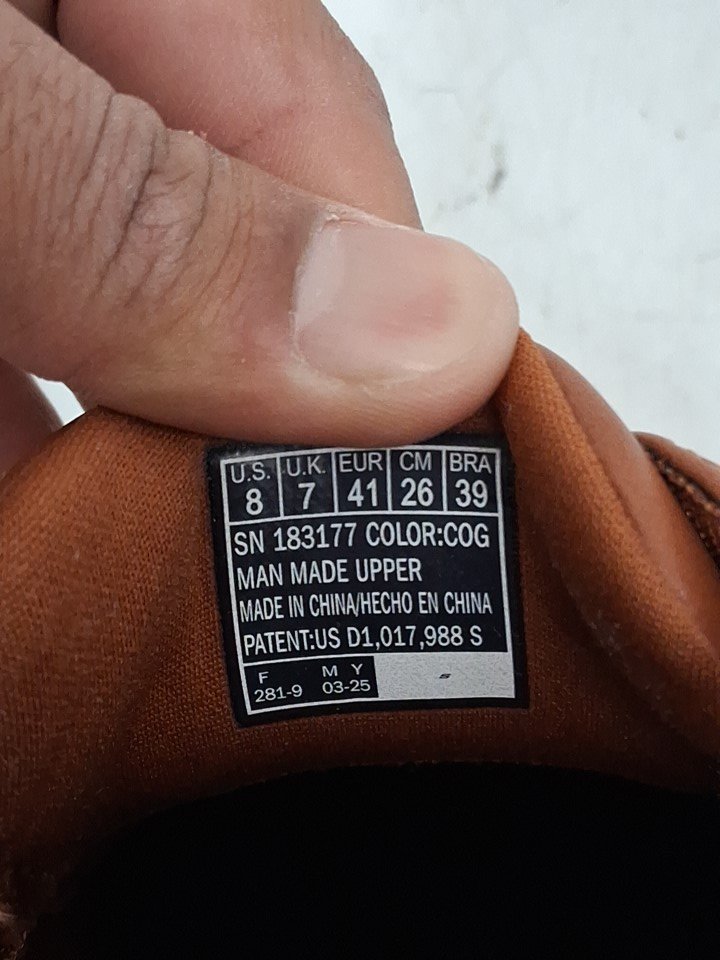 U.S. U.K. EUR CM BRA
8 7 41 26 39
SN 183177 COLOR:COG
MAN MADE UPPER
MADE IN CHINA/HECHO EN CHINA
PATENT:US D1,017,988 S
F M Y
281-9 03-25